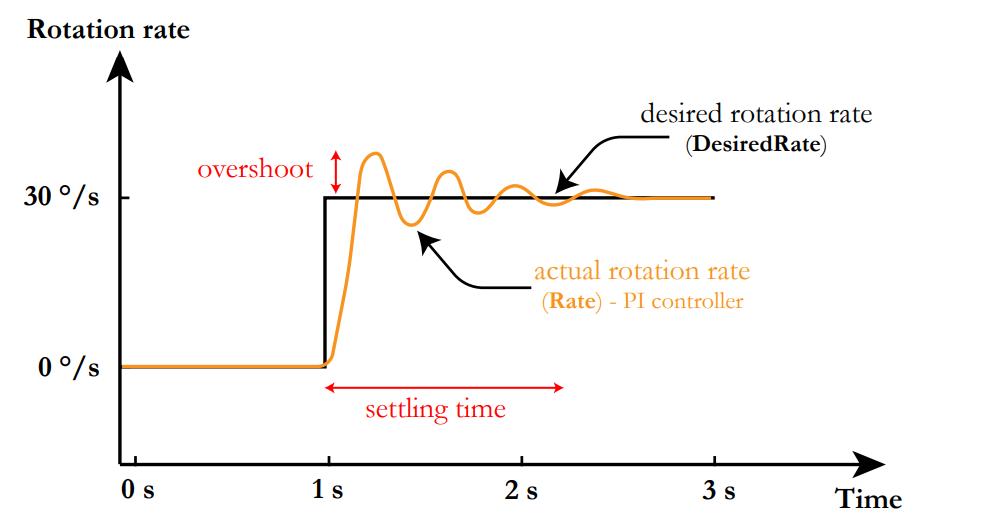 Rotation rate
desired rotation rate
(DesiredRate)
overshoot
30 °/s
actual rotation rate
(Rate) - PI controller
0 °/s
settling time
0 s
1 s
2 s
3 s
Time